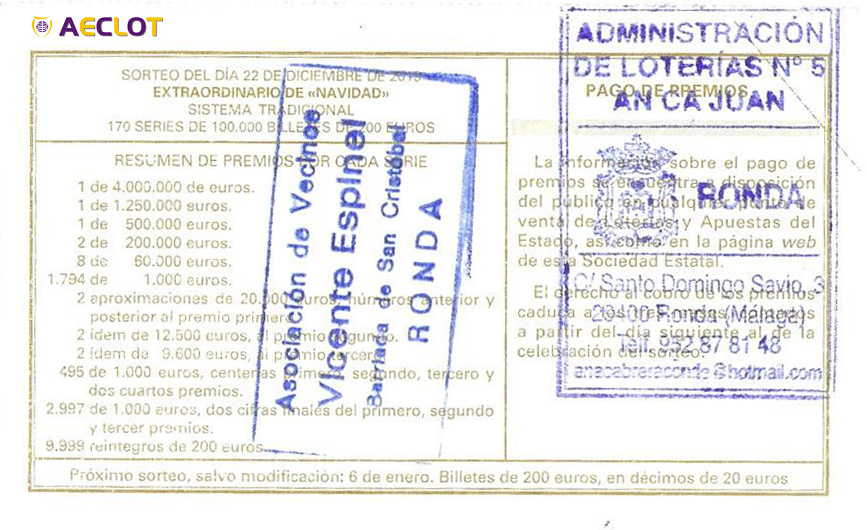 AECLOT
SORTEO DEL DÍA 22 DE DICIEMBRE DE
EXTRAORDINARIO DE «NAVIDAD»
SISTEMA TRADICIONAL
170 SERIES DE 100.000 BILLETES DE 200 EUROS
RESUMEN DE PREMIOS POR CADA SERIE
1 de 4.000.000 de euros.
1 de 1.250.000 euros.
1 de 500.000 euros.
2 de 200.000 euros.
8 de 60.000 euros.
1.794 de 1.000 euros.
2 aproximaciones de 20.000 euros, números anterior y
posterior al premio primero.
2 ídem de 12.500 euros, al premio segundo.
2 ídem de 9.600 euros, al premio tercero.
495 de 1.000 euros, centenas primero, segundo, tercero y
dos cuartos premios.
2.997 de 1.000 euros, dos cifras finales del primero, segundo
y tercer premios.
9.999 reintegros de 200 euros
Asociación de Vecinos
Vicente Espinel
Barriada de San Cristóbal
RONDA
PAGO DE PREMIOS
La información sobre el pago de
premios se encuentra a disposición
del público en cualquier punto de
venta de Loterías y Apuestas del
Estado, así como en la página web
de esta Sociedad Estatal.
El derecho al cobro de los premios
caduca a los tres meses, contados
a partir del día siguiente al de la
celebración del sorteo.
ADMINISTRACIÓN
DE LOTERÍAS Nº 5
AN CA JUAN
RONDA
C/ Santo Domingo Savio, 3
29400 Ronda (Málaga)
Telf. 952 87 81 48
anacabreraconde@hotmail.com
Próximo sorteo, salvo modificación: 6 de enero. Billetes de 200 euros, en décimos de 20 euros